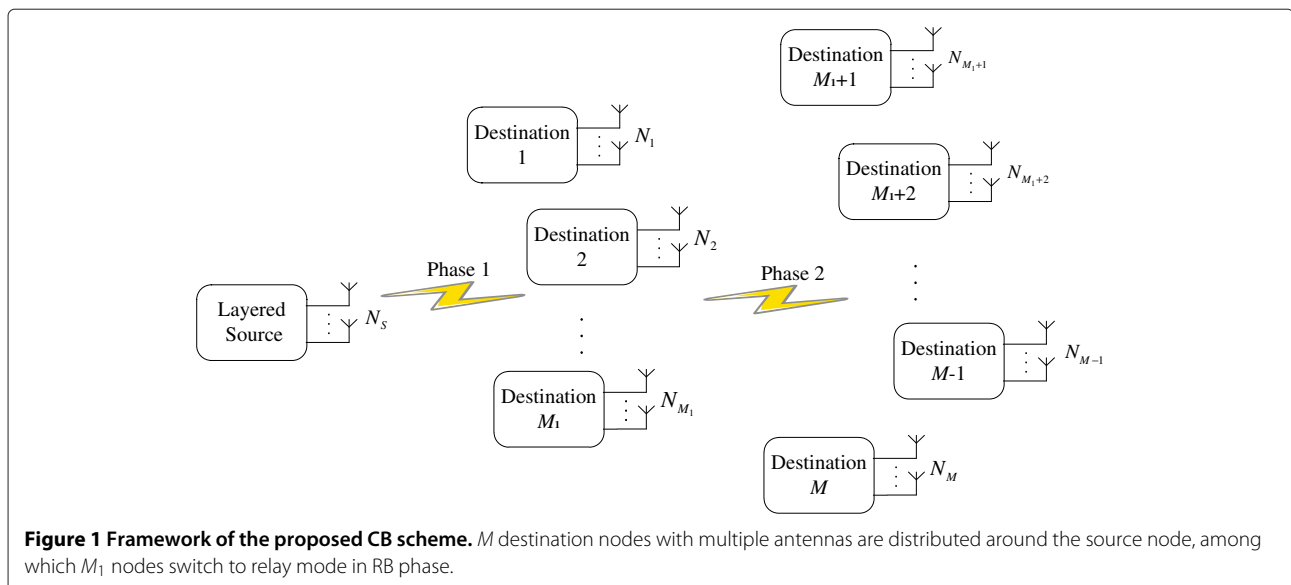 Destination
M₁+1
N_{M₁+1}
Destination
1
N₁
Destination
M₁+2
N_{M₁+2}
Destination
2
N₂
Phase 1
Phase 2
Layered
Source
N_S
Destination
M-1
N_{M-1}
Destination
M₁
N_{M₁}
Destination
M
N_M
Figure 1 Framework of the proposed CB scheme. M destination nodes with multiple antennas are distributed around the source node, among
which M₁ nodes switch to relay mode in RB phase.